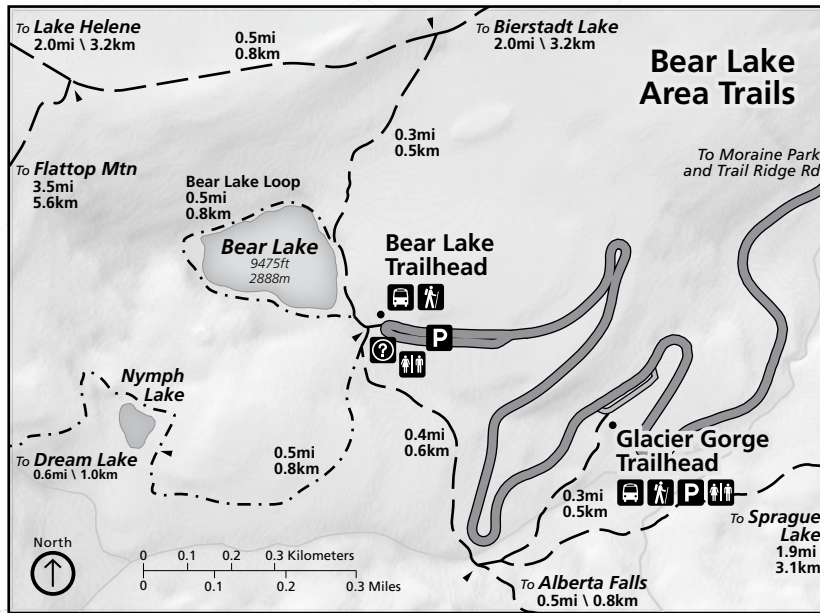 Bear Lake
Area Trails
To Lake Helene
2.0mi \ 3.2km
0.5mi
0.8km
To Bierstadt Lake
2.0mi \ 3.2km
0.3mi
0.5km
To Flattop Mtn
3.5mi
5.6km
To Moraine Park
and Trail Ridge Rd
Bear Lake Loop
0.5mi
0.8km
Bear Lake
9475ft
2888m
Bear Lake
Trailhead
P
?
Nymph
Lake
To Dream Lake
0.6mi \ 1.0km
0.5mi
0.8km
0.4mi
0.6km
Glacier Gorge
Trailhead
P
0.3mi
0.5km
To Sprague
Lake
1.9mi
3.1km
To Alberta Falls
0.5mi \ 0.8km
North
0 0.1 0.2 0.3 Kilometers
0 0.1 0.2 0.3 Miles